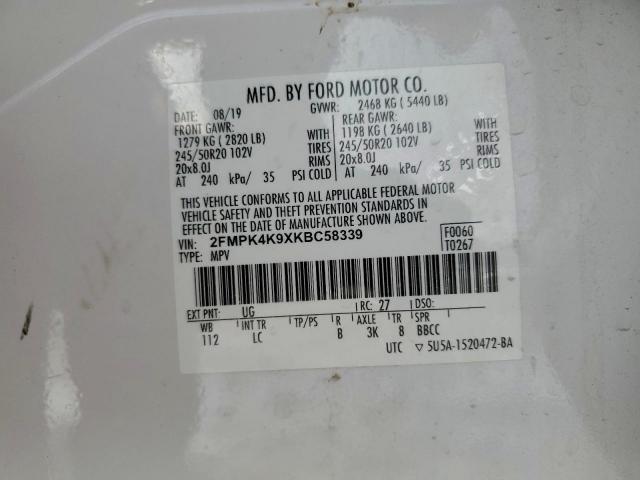 MFD. BY FORD MOTOR CO.
DATE: 08/19 GVWR: 2468 KG ( 5440 LB)
FRONT GAWR: REAR GAWR:
1279 KG ( 2820 LB) WITH 1198 KG ( 2640 LB) WITH
245/50R20 102V TIRES 245/50R20 102V TIRES
20x8.0J RIMS 20x8.0J RIMS
AT 240 kPa/ 35 PSI COLD AT 240 kPa/ 35 PSI COLD
THIS VEHICLE CONFORMS TO ALL APPLICABLE FEDERAL MOTOR
VEHICLE SAFETY AND THEFT PREVENTION STANDARDS IN
EFFECT ON THE DATE OF MANUFACTURE SHOWN ABOVE.
VIN: 2FMPK4K9XKBC58339 F0060
TYPE: MPV T0267
EXT PNT: UG RC: 27 DSO:
WB INT TR TP/PS R AXLE TR SPR
112 LC B 3K 8 BBCC
UTC ▽ 5U5A-1520472-BA